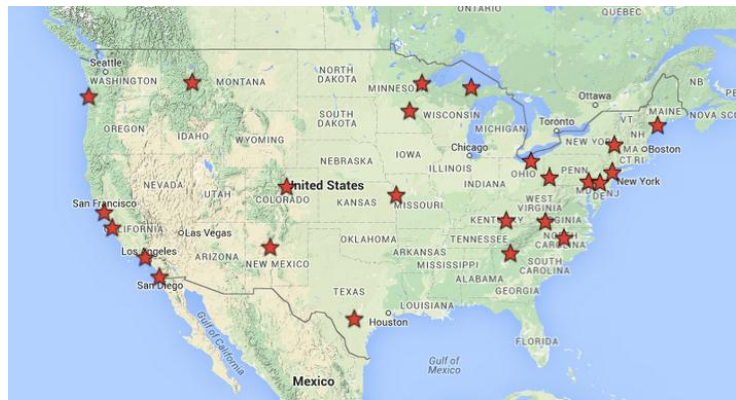 ONTARIO
QUEBEC
Seattle
WASHINGTON
MONTANA
NORTH
DAKOTA
MINNESO
NB
PE
Ottawa
MAINE
NOVA SCO
OREGON
IDAHO
SOUTH
DAKOTA
WISCONSIN
MICHIGAN
Toronto
VT
NH
NEW YORK
MA
Boston
WYOMING
Chicago
CT RI
IOWA
NEBRASKA
ILLINOIS
INDIANA
OHIO
PENN
New York
NEVADA
UTAH
United States
COLORADO
KANSAS
MISSOURI
MD
DE
NJ
WEST
VIRGINIA
VIRGINIA
San Francisco
CALIFORNIA
Las Vegas
KENTUCKY
TENNESSEE
NORTH
CAROLINA
Los Angeles
ARIZONA
NEW MEXICO
OKLAHOMA
ARKANSAS
MISSISSIPPI
SOUTH
CAROLINA
ALABAMA
GEORGIA
San Diego
TEXAS
LOUISIANA
Houston
Gulf of
California
FLORIDA
Gulf of
Mexico
Mexico